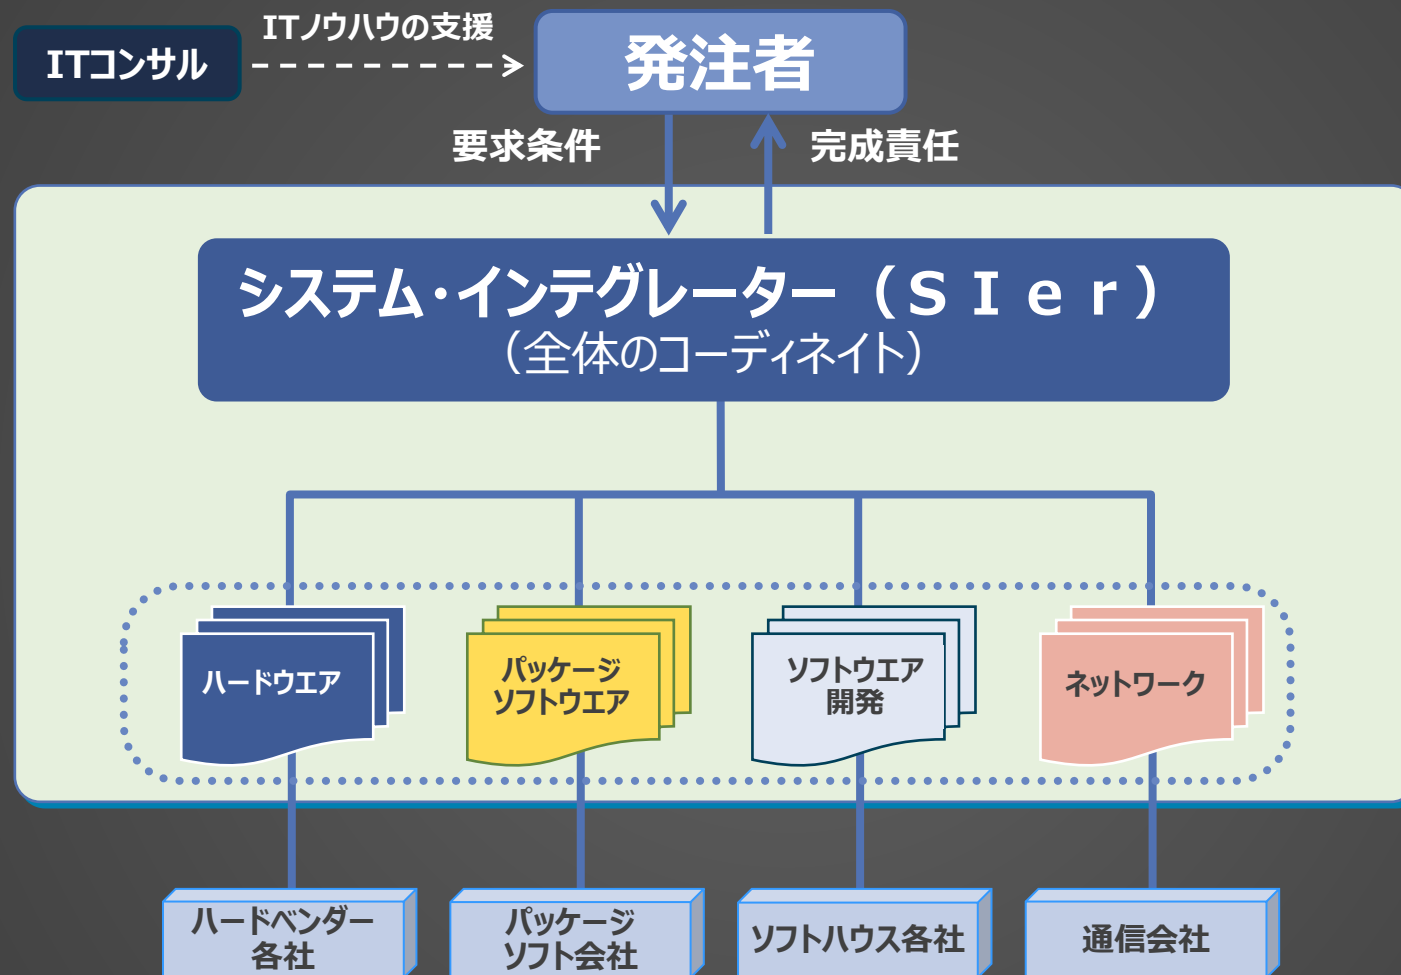 ITノウハウの支援
ITコンサル
発注者
要求条件
完成責任
システム・インテグレーター（ＳＩｅｒ）
（全体のコーディネイト）
ハードウエア
パッケージ
ソフトウエア
ソフトウエア
開発
ネットワーク
ハードベンダー
各社
パッケージ
ソフト会社
ソフトハウス各社
通信会社